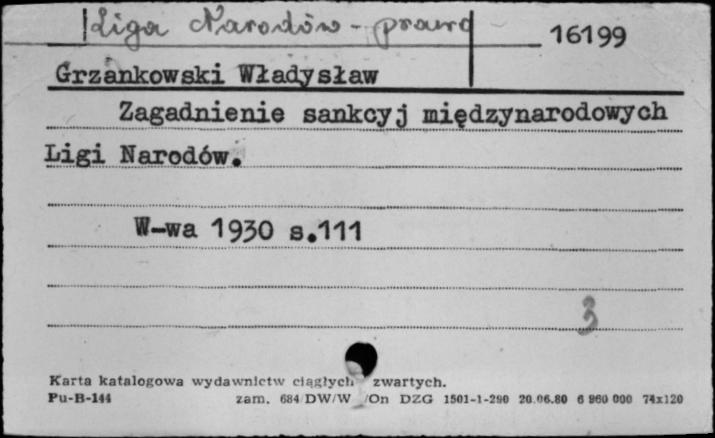 Liga Narodów - prawo
16199
Grzankowski Władysław
Zagadnienie sankcyj międzynarodowych
Ligi Narodów.
W-wa 1930 s.111
3
Karta katalogowa wydawnictw ciągłych zwartych.
Pu-B-144 zam. 684/DW/W /On DZG 1501-1-290 20.06.80 6 960 000 74x120